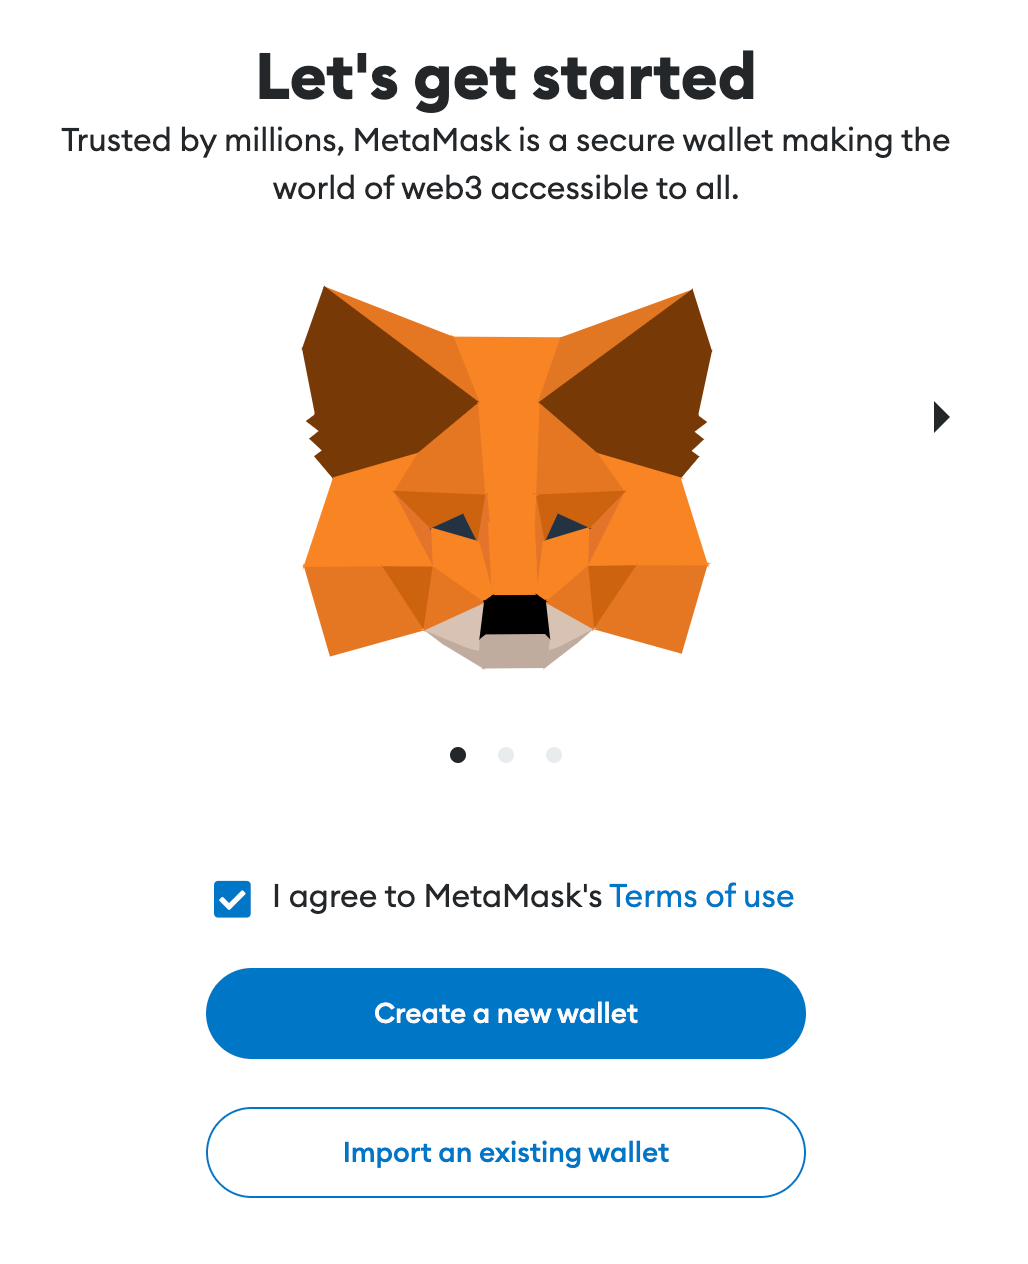 Let's get started
Trusted by millions, MetaMask is a secure wallet making the
world of web3 accessible to all.
I agree to MetaMask's Terms of use
Create a new wallet
Import an existing wallet